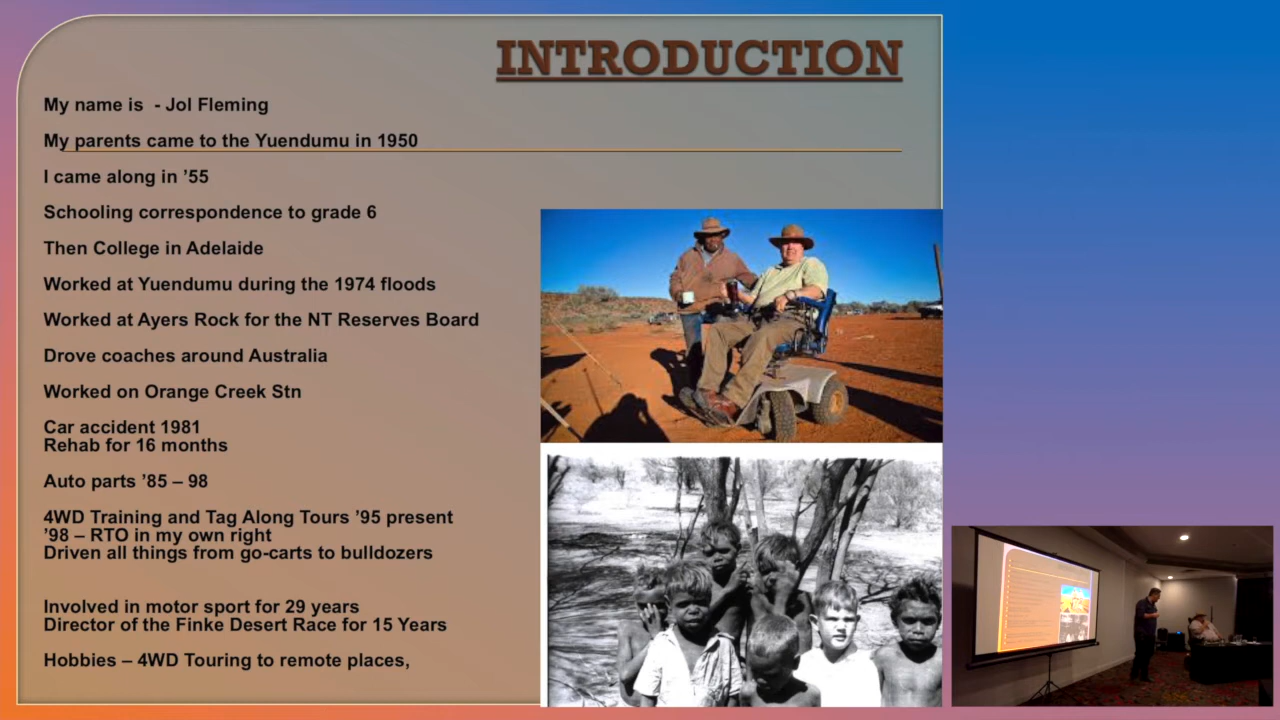 INTRODUCTION
My name is - Jol Fleming
My parents came to the Yuendumu in 1950
I came along in ’55
Schooling correspondence to grade 6
Then College in Adelaide
Worked at Yuendumu during the 1974 floods
Worked at Ayers Rock for the NT Reserves Board
Drove coaches around Australia
Worked on Orange Creek Stn
Car accident 1981
Rehab for 16 months
Auto parts ’85 – 98
4WD Training and Tag Along Tours ’95 present
’98 – RTO in my own right
Driven all things from go-carts to bulldozers
Involved in motor sport for 29 years
Director of the Finke Desert Race for 15 Years
Hobbies – 4WD Touring to remote places,